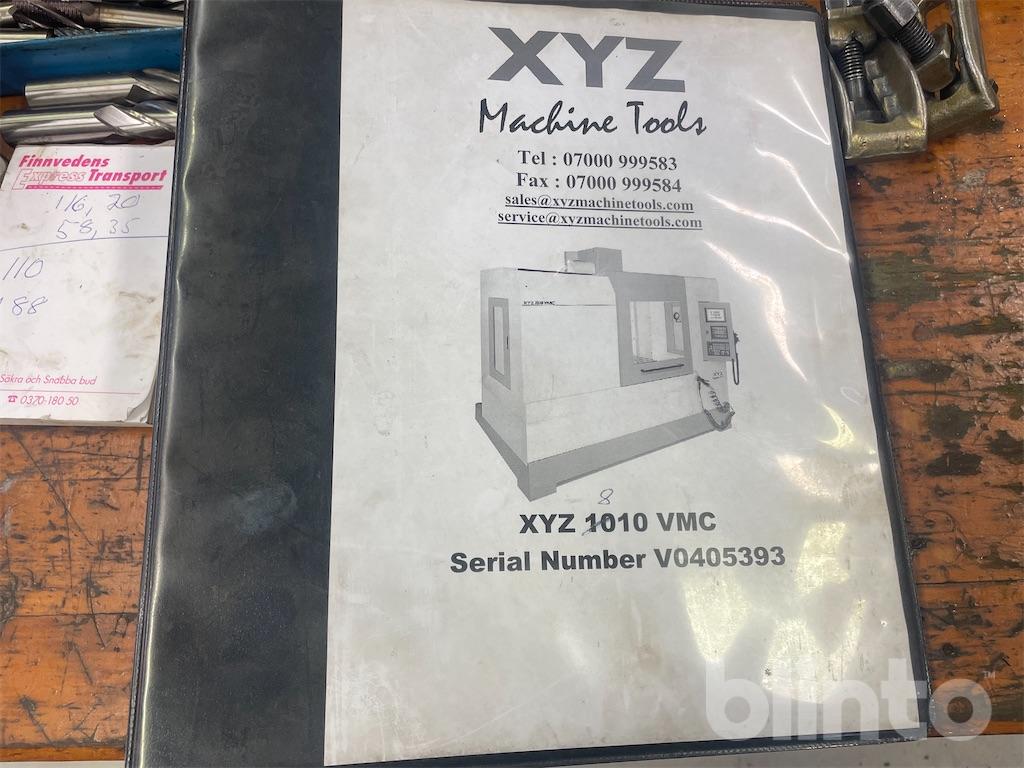 XYZ
Machine Tools
Tel : 07000 999583
Fax : 07000 999584
sales@xyzmachinetools.com
service@xyzmachinetools.com
XYZ
8
XYZ 1010 VMC
Serial Number V0405393
Finnvedens
Express Transport
116, 20
58, 35
110
188
Säkra och Snabba bud
☎ 0370-180 50
blinto™